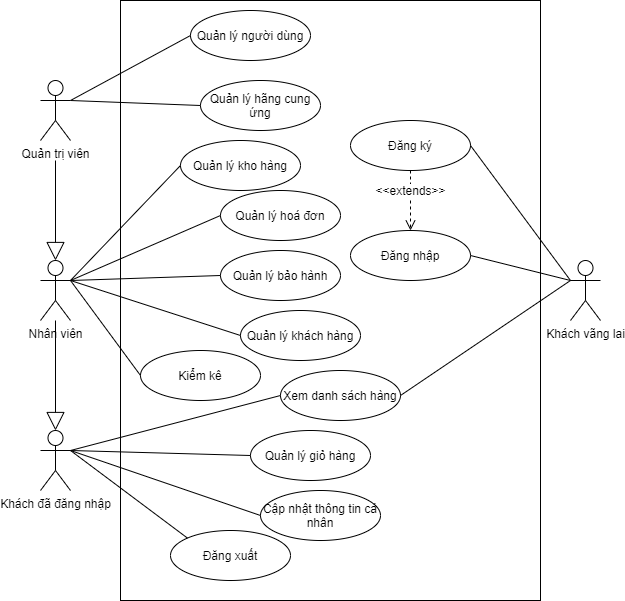 Quản lý người dùng
Quản lý hãng cung
ứng
Quản trị viên
Đăng ký
Quản lý kho hàng
<<extends>>
Quản lý hoá đơn
Đăng nhập
Quản lý bảo hành
Nhân viên
Khách vãng lai
Quản lý khách hàng
Kiểm kê
Xem danh sách hàng
Quản lý giỏ hàng
Khách đã đăng nhập
Cập nhật thông tin cá
nhân
Đăng xuất